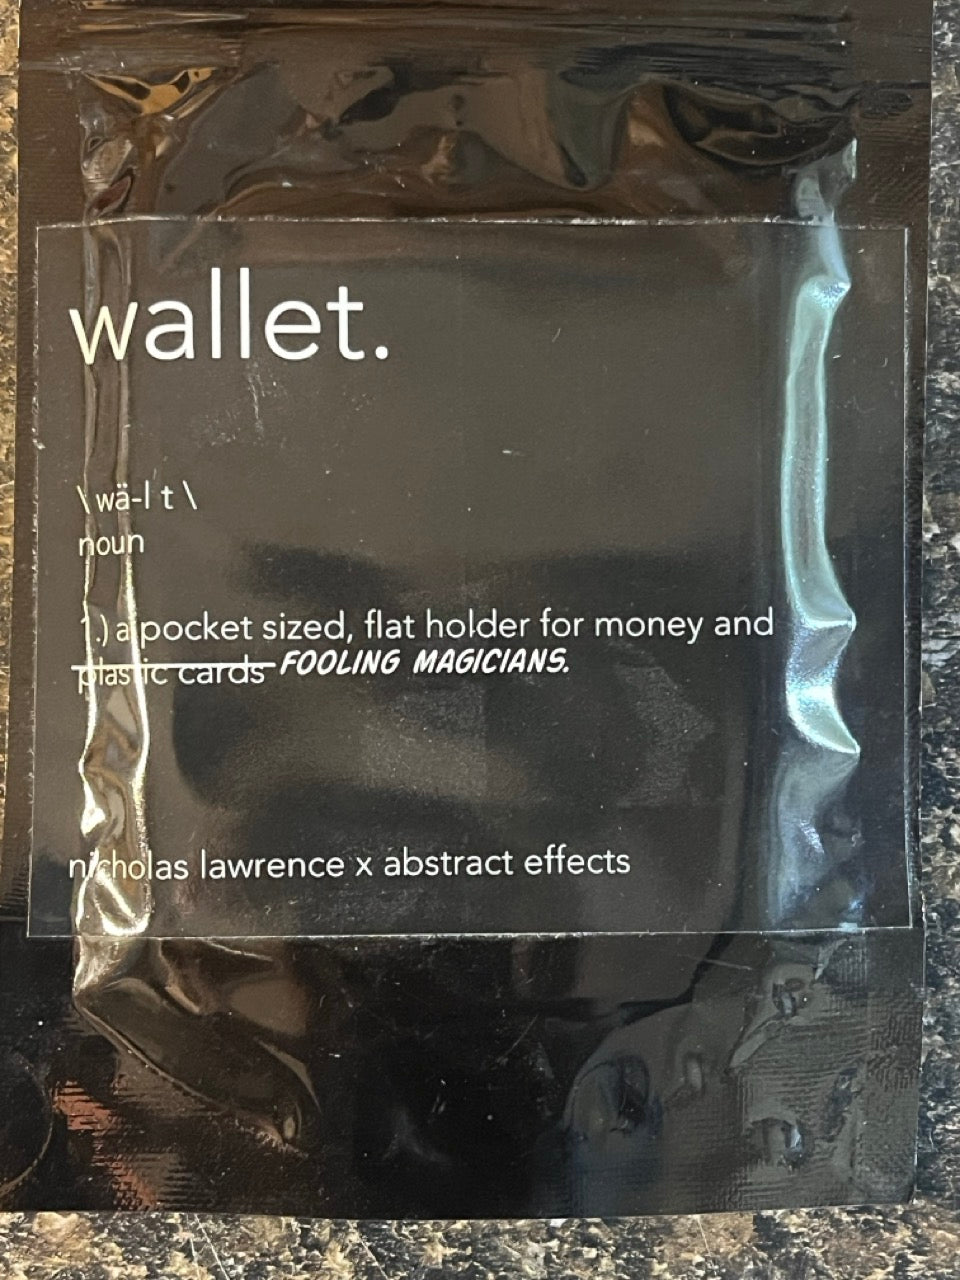 wallet.
\ wä-l t \
noun
1.) a pocket sized, flat holder for money and
plastic cards FOOLING MAGICIANS.
nicholas lawrence x abstract effects